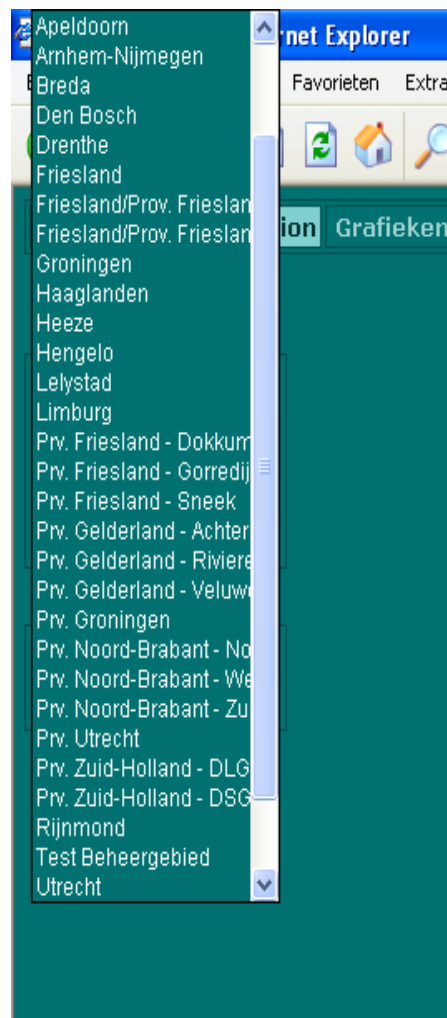 Apeldoorn
rnet Explorer
Arnhem-Nijmegen
Breda
Favorieten Extra
Den Bosch
Drenthe
Friesland
Friesland/Prov. Frieslan
Friesland/Prov. Frieslan
ion Grafieken
Groningen
Haaglanden
Heeze
Hengelo
Lelystad
Limburg
Prv. Friesland - Dokkum
Prv. Friesland - Gorredij
Prv. Friesland - Sneek
Prv. Gelderland - Achter
Prv. Gelderland - Riviere
Prv. Gelderland - Veluw
Prv. Groningen
Prv. Noord-Brabant - No
Prv. Noord-Brabant - We
Prv. Noord-Brabant - Zu
Prv. Utrecht
Prv. Zuid-Holland - DLG
Prv. Zuid-Holland - DSG
Rijnmond
Test Beheergebied
Utrecht